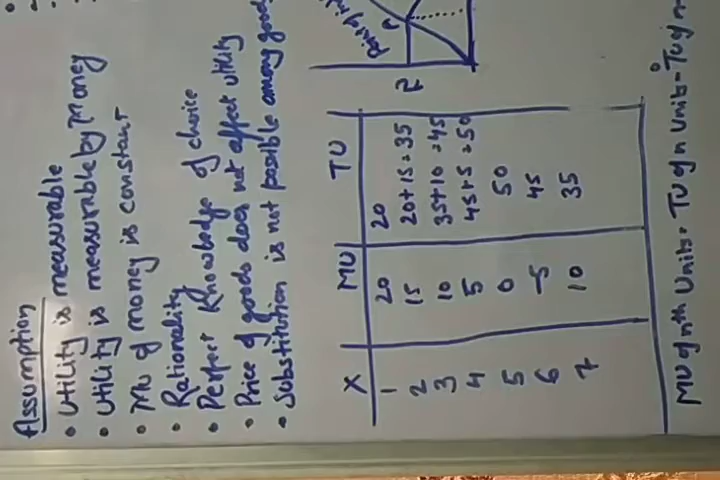 Assumption
• Utility is measurable
• Utility is measurable by Money
• Mu of money is constant
• Rationality
• Perfect Knowledge of choice
• Price of goods does not affect utility
• Substitution is not possible among goods
X MU TU
1 20 20
2 15 20+15=35
3 10 35+10=45
4 5 45+5=50
5 0 50
6 -5 45
7 10 35
MU of nth Units = TU of n Units - TU of n
Point of
P